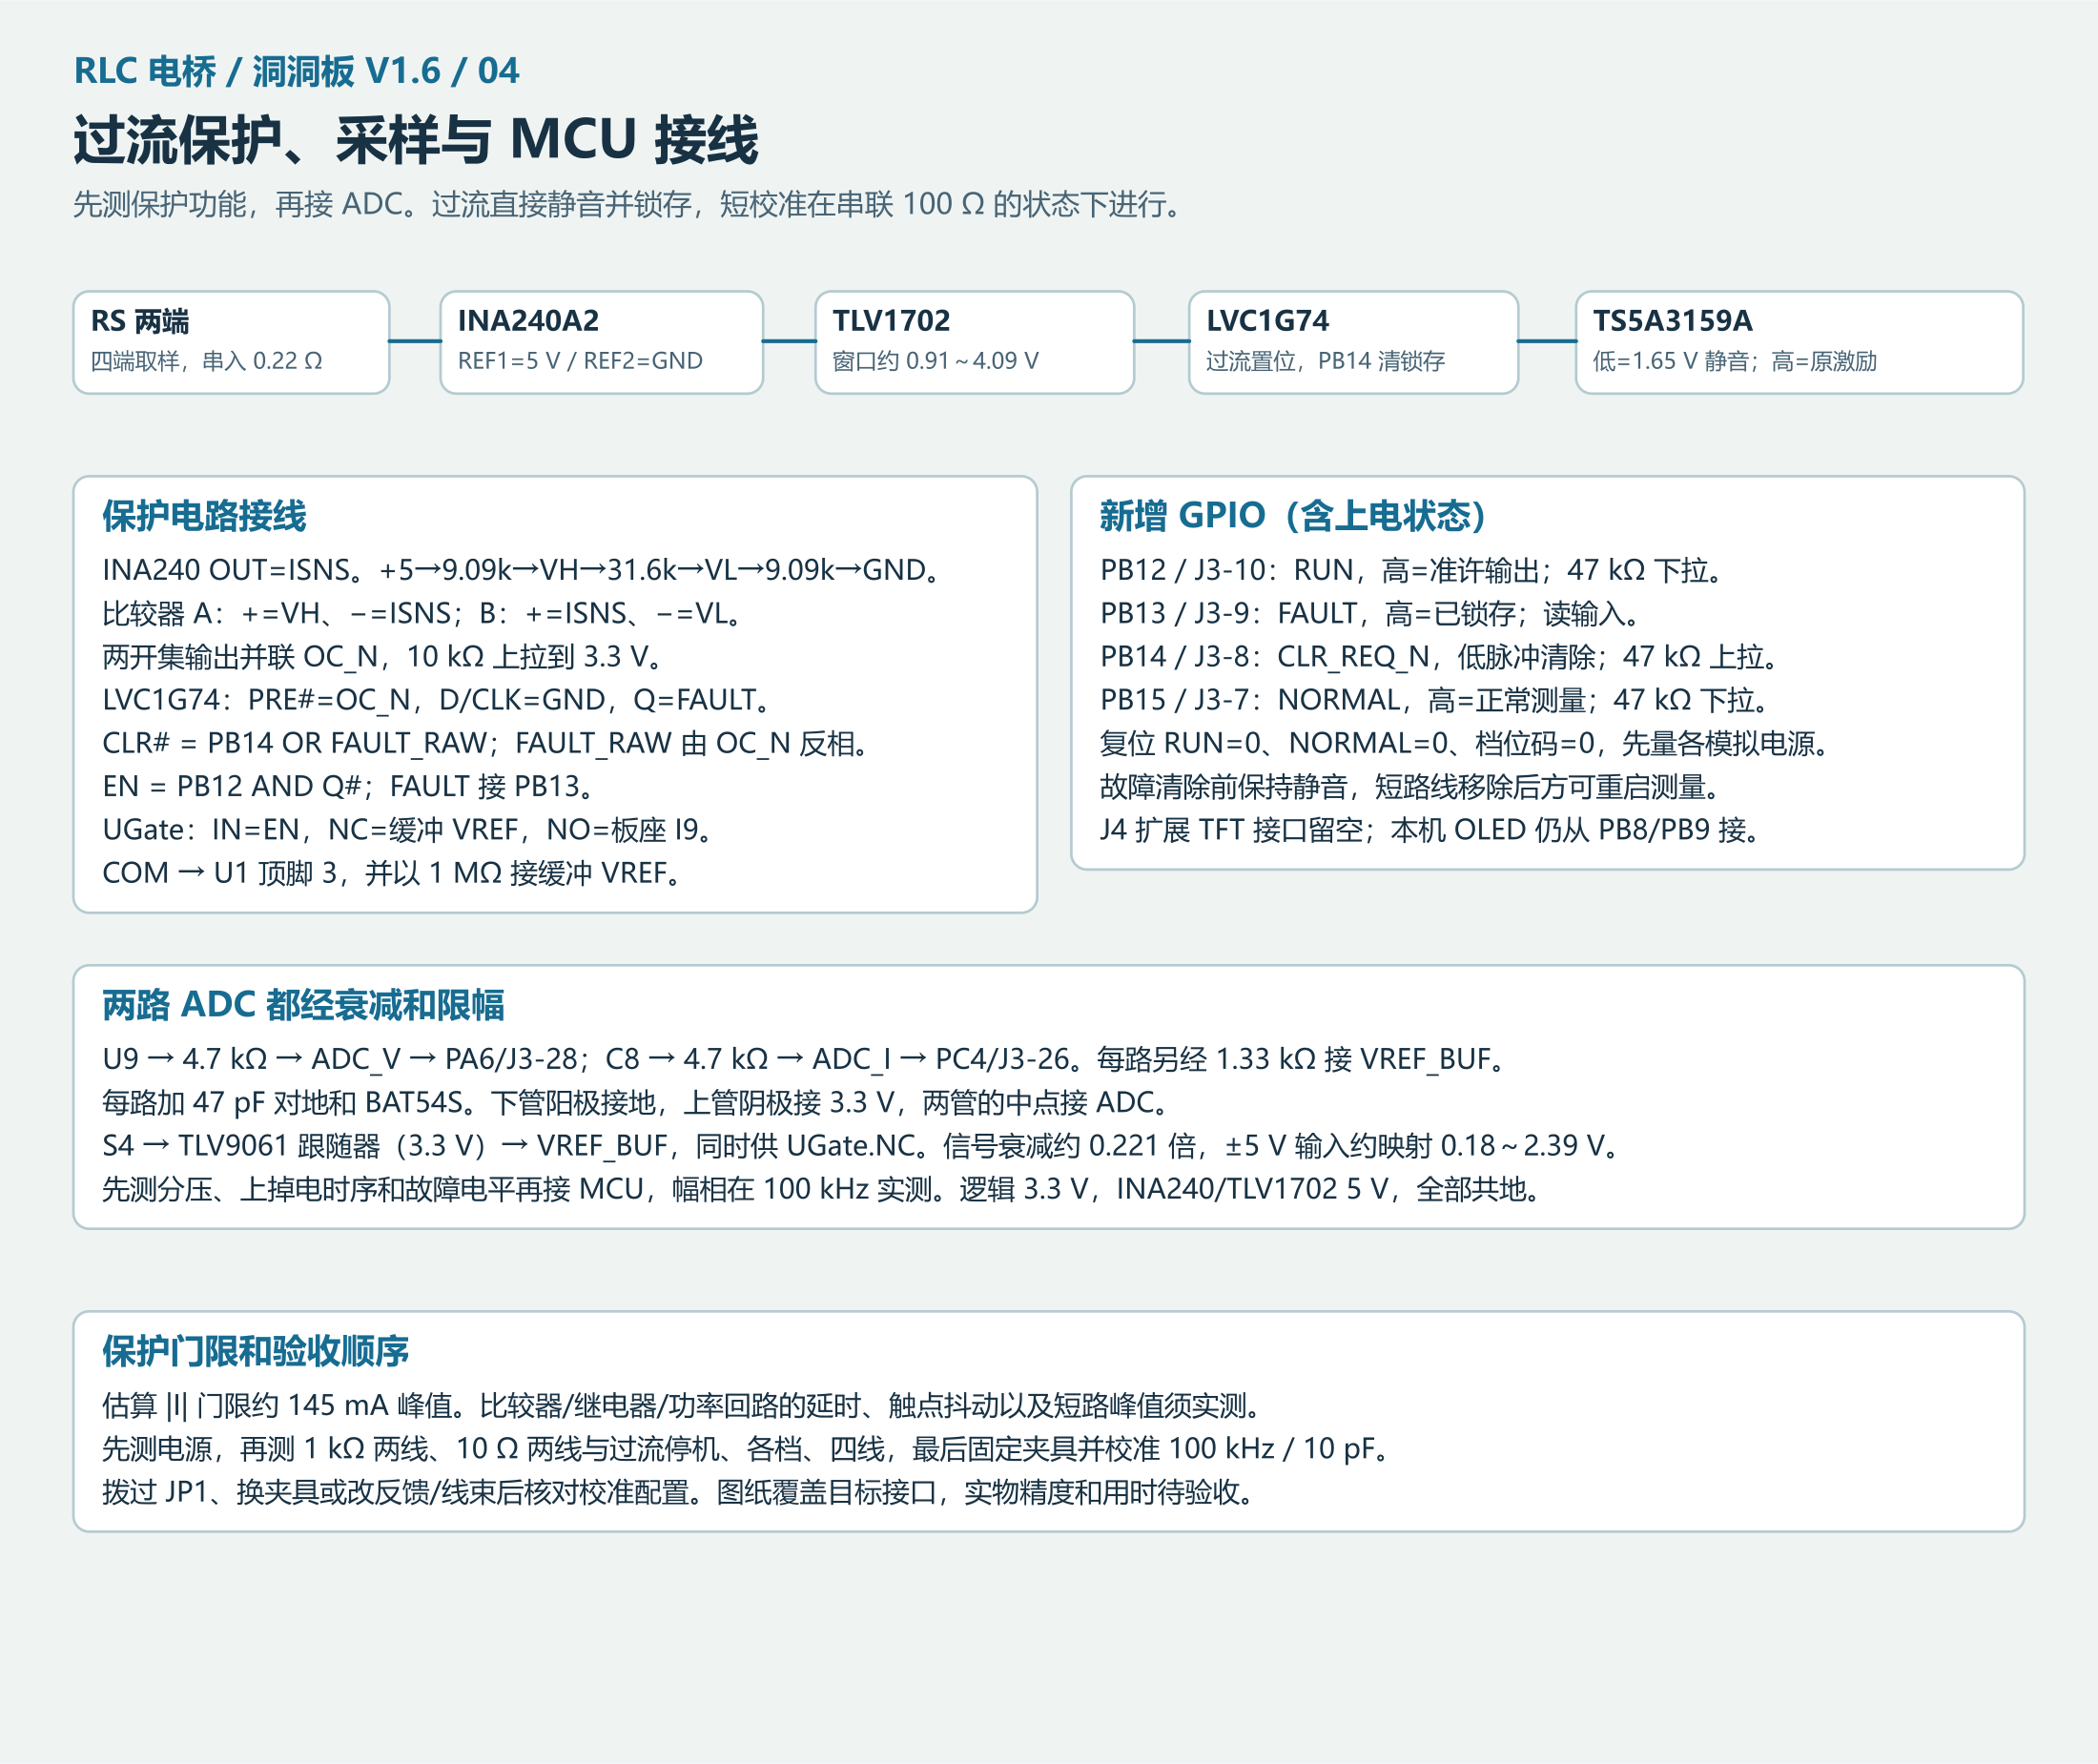 RLC 电桥 / 洞洞板 V1.6 / 04
过流保护、采样与 MCU 接线
先测保护功能，再接 ADC。过流直接静音并锁存，短校准在串联 100 Ω 的状态下进行。
RS 两端
四端取样，串入 0.22 Ω
INA240A2
REF1=5 V / REF2=GND
TLV1702
窗口约 0.91~4.09 V
LVC1G74
过流置位，PB14 清锁存
TS5A3159A
低=1.65 V 静音；高=原激励
保护电路接线
INA240 OUT=ISNS。+5→9.09k→VH→31.6k→VL→9.09k→GND。
比较器 A：+=VH、−=ISNS；B：+=ISNS、−=VL。
两开集输出并联 OC_N，10 kΩ 上拉到 3.3 V。
LVC1G74：PRE#=OC_N，D/CLK=GND，Q=FAULT。
CLR# = PB14 OR FAULT_RAW；FAULT_RAW 由 OC_N 反相。
EN = PB12 AND Q#；FAULT 接 PB13。
UGate：IN=EN，NC=缓冲 VREF，NO=板座 I9。
COM → U1 顶脚 3，并以 1 MΩ 接缓冲 VREF。
新增 GPIO（含上电状态）
PB12 / J3-10：RUN，高=准许输出；47 kΩ 下拉。
PB13 / J3-9：FAULT，高=已锁存；读输入。
PB14 / J3-8：CLR_REQ_N，低脉冲清除；47 kΩ 上拉。
PB15 / J3-7：NORMAL，高=正常测量；47 kΩ 下拉。
复位 RUN=0、NORMAL=0、档位码=0，先量各模拟电源。
故障清除前保持静音，短路线移除后方可重启测量。
J4 扩展 TFT 接口留空；本机 OLED 仍从 PB8/PB9 接。
两路 ADC 都经衰减和限幅
U9 → 4.7 kΩ → ADC_V → PA6/J3-28；C8 → 4.7 kΩ → ADC_I → PC4/J3-26。每路另经 1.33 kΩ 接 VREF_BUF。
每路加 47 pF 对地和 BAT54S。下管阳极接地，上管阴极接 3.3 V，两管的中点接 ADC。
S4 → TLV9061 跟随器（3.3 V）→ VREF_BUF，同时供 UGate.NC。信号衰减约 0.221 倍，±5 V 输入约映射 0.18~2.39 V。
先测分压、上掉电时序和故障电平再接 MCU，幅相在 100 kHz 实测。逻辑 3.3 V，INA240/TLV1702 5 V，全部共地。
保护门限和验收顺序
估算 |I| 门限约 145 mA 峰值。比较器/继电器/功率回路的延时、触点抖动以及短路峰值须实测。
先测电源，再测 1 kΩ 两线、10 Ω 两线与过流停机、各档、四线，最后固定夹具并校准 100 kHz / 10 pF。
拨过 JP1、换夹具或改反馈/线束后核对校准配置。图纸覆盖目标接口，实物精度和用时待验收。